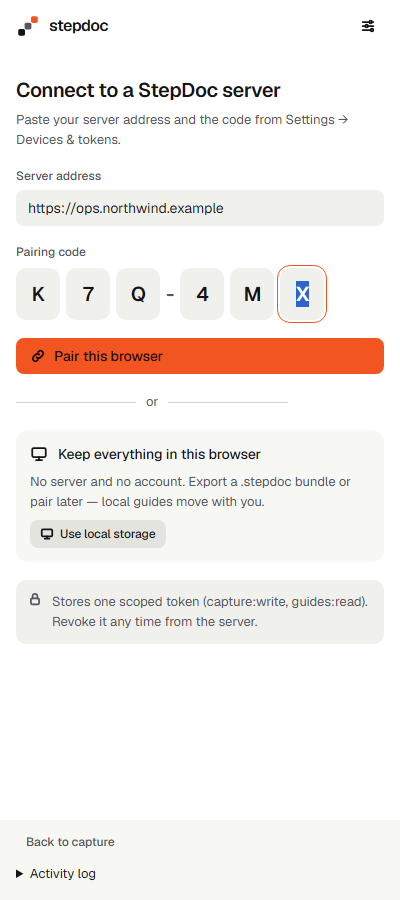 stepdoc
Connect to a StepDoc server
Paste your server address and the code from Settings →
Devices & tokens.
Server address
https://ops.northwind.example
Pairing code
K 7 Q - 4 M X
Pair this browser
or
Keep everything in this browser
No server and no account. Export a .stepdoc bundle or
pair later — local guides move with you.
Use local storage
Stores one scoped token (capture:write, guides:read).
Revoke it any time from the server.
Back to capture
Activity log